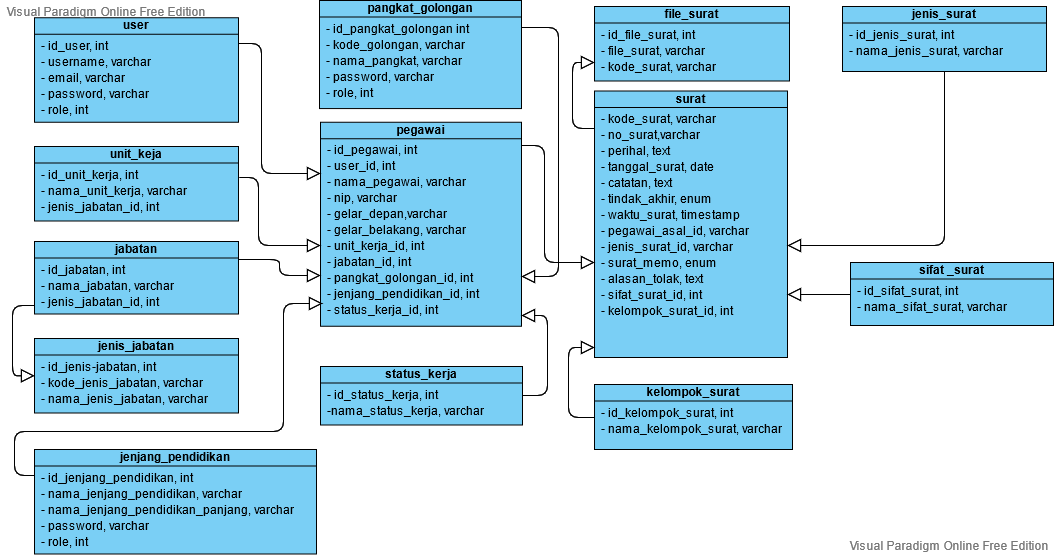 Visual Paradigm Online Free Edition
user
- id_user, int
- username, varchar
- email, varchar
- password, varchar
- role, int
unit_keja
- id_unit_kerja, int
- nama_unit_kerja, varchar
- jenis_jabatan_id, int
jabatan
- id_jabatan, int
- nama_jabatan, varchar
- jenis_jabatan_id, int
jenis_jabatan
- id_jenis-jabatan, int
- kode_jenis_jabatan, varchar
- nama_jenis_jabatan, varchar
jenjang_pendidikan
- id_jenjang_pendidikan, int
- nama_jenjang_pendidikan, varchar
- nama_jenjang_pendidikan_panjang, varchar
- password, varchar
- role, int
pangkat_golongan
- id_pangkat_golongan int
- kode_golongan, varchar
- nama_pangkat, varchar
- password, varchar
- role, int
pegawai
- id_pegawai, int
- user_id, int
- nama_pegawai, varchar
- nip, varchar
- gelar_depan,varchar
- gelar_belakang, varchar
- unit_kerja_id, int
- jabatan_id, int
- pangkat_golongan_id, int
- jenjang_pendidikan_id, int
- status_kerja_id, int
status_kerja
- id_status_kerja, int
-nama_status_kerja, varchar
file_surat
- id_file_surat, int
- file_surat, varchar
- kode_surat, varchar
surat
- kode_surat, varchar
- no_surat,varchar
- perihal, text
- tanggal_surat, date
- catatan, text
- tindak_akhir, enum
- waktu_surat, timestamp
- pegawai_asal_id, varchar
- jenis_surat_id, varchar
- surat_memo, enum
- alasan_tolak, text
- sifat_surat_id, int
- kelompok_surat_id, int
kelompok_surat
- id_kelompok_surat, int
- nama_kelompok_surat, varchar
jenis_surat
- id_jenis_surat, int
- nama_jenis_surat, varchar
sifat _surat
- id_sifat_surat, int
- nama_sifat_surat, varchar
Visual Paradigm Online Free Edition